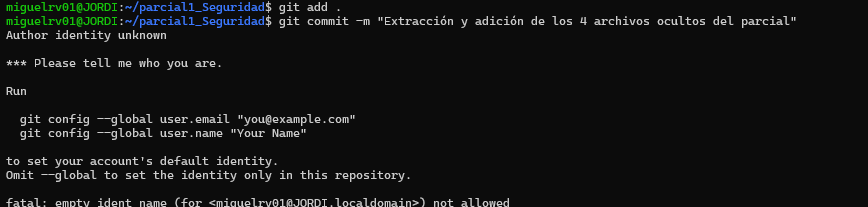 miguelrv01@JORDI:~/parcial1_Seguridad$ git add .
miguelrv01@JORDI:~/parcial1_Seguridad$ git commit -m "Extracción y adición de los 4 archivos ocultos del parcial"
Author identity unknown
*** Please tell me who you are.
Run
git config --global user.email "you@example.com"
git config --global user.name "Your Name"
to set your account's default identity.
Omit --global to set the identity only in this repository.
fatal: empty ident name (for <miguelrv01@JORDI.localdomain>) not allowed